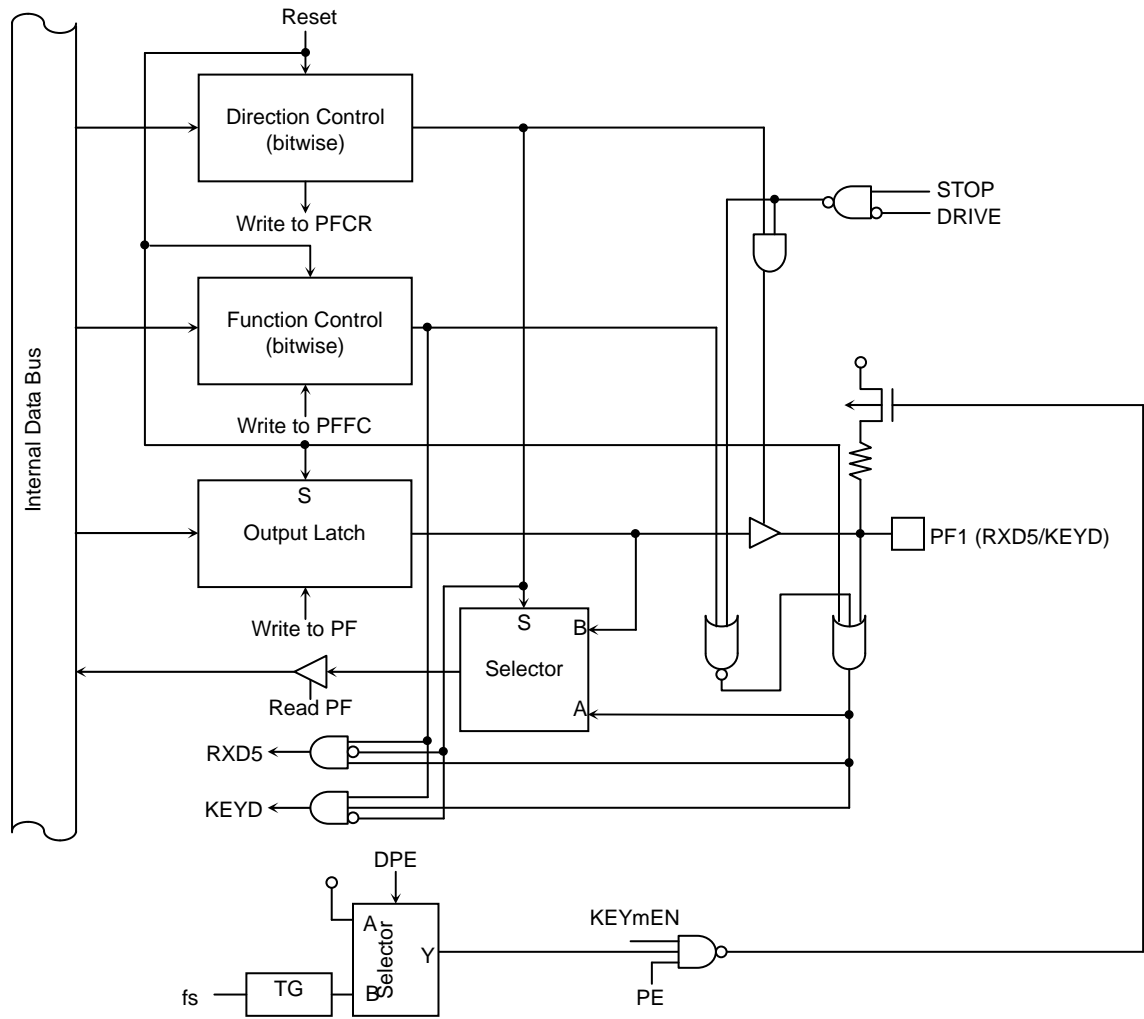 Reset
Internal Data Bus
Direction Control
(bitwise)
STOP
DRIVE
Write to PFCR
Function Control
(bitwise)
Write to PFFC
S
Output Latch
PF1 (RXD5/KEYD)
Write to PF
S
B
Selector
A
Read PF
RXD5
KEYD
DPE
A
Selector
Y
B
KEYmEN
PE
fs
TG